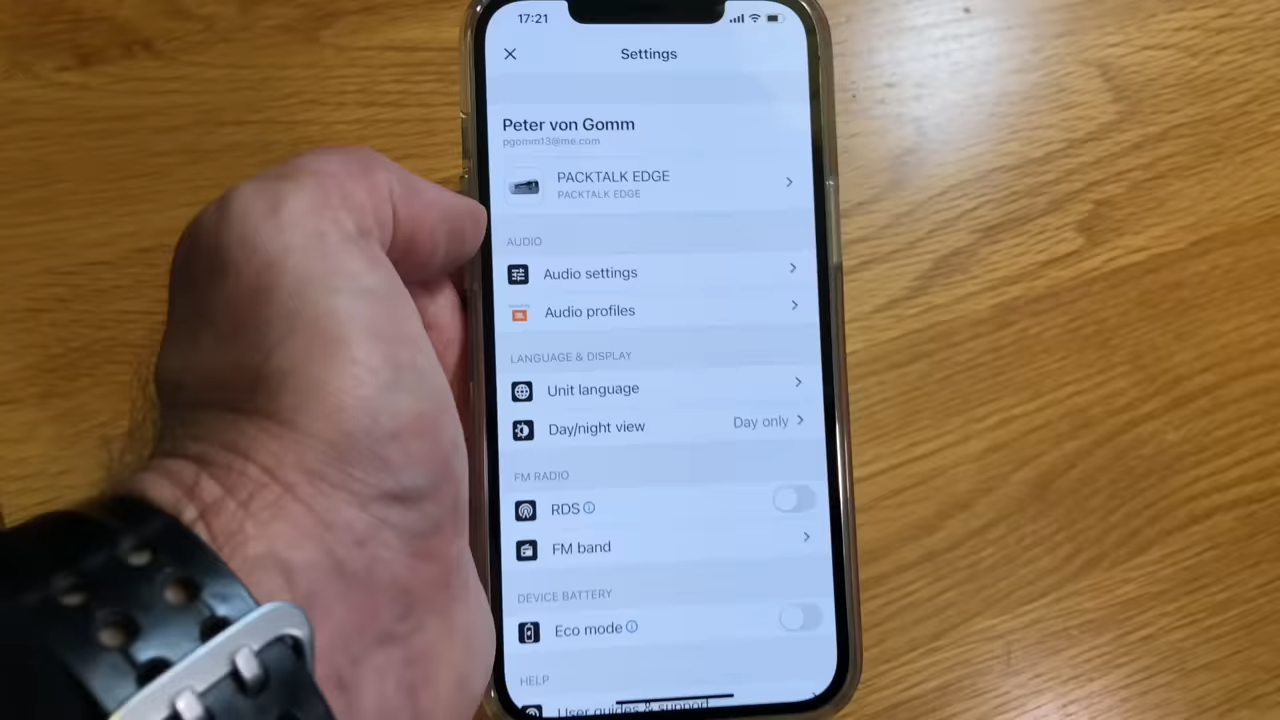 17:21
Settings
Peter von Gomm
pgomm13@me.com
PACKTALK EDGE
PACKTALK EDGE
AUDIO
Audio settings
JBL
Audio profiles
LANGUAGE & DISPLAY
Unit language
Day/night view Day only
FM RADIO
RDS
FM band
DEVICE BATTERY
Eco mode
HELP
User guides & support